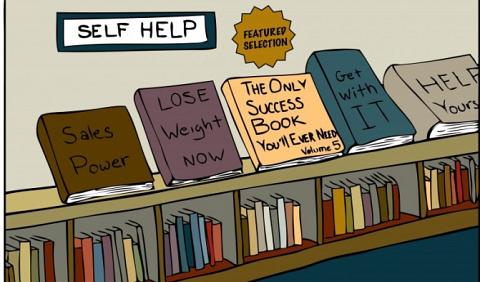 SELF HELP
FEATURED
SELECTION
Sales
Power
LOSE
Weight
NOW
THE ONLY
SUCCESS
BOOK
YOU'll EVER NEED
Volume 5
Get
With
IT
HELP
Yours